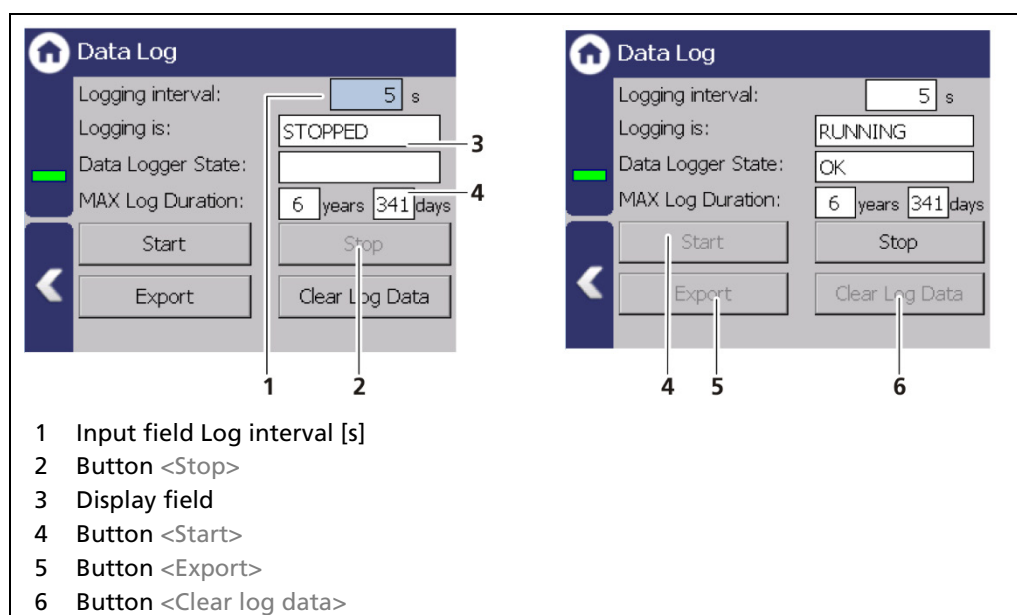 Data Log
Logging interval: 5 s
Logging is: STOPPED
3
Data Logger State:
MAX Log Duration: 6 years 341 days
4
Start Stop
Export Clear Log Data
1 2
Data Log
Logging interval: 5 s
Logging is: RUNNING
Data Logger State: OK
MAX Log Duration: 6 years 341 days
Start Stop
Export Clear Log Data
4 5 6
1 Input field Log interval [s]
2 Button <Stop>
3 Display field
4 Button <Start>
5 Button <Export>
6 Button <Clear log data>